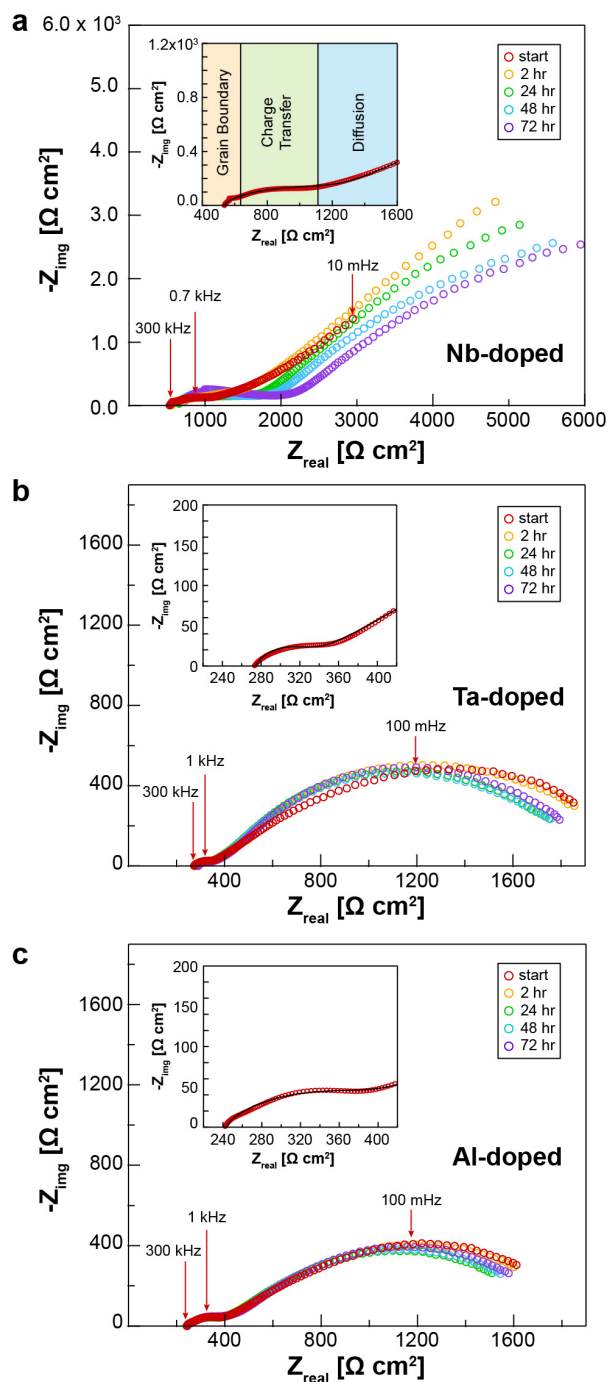 a
6.0 x 10³
5.0
4.0
3.0
2.0
1.0
0.0
-Z_img [Ω cm²]
1000
2000
3000
4000
5000
6000
Z_real [Ω cm²]
start
2 hr
24 hr
48 hr
72 hr
300 kHz
0.7 kHz
10 mHz
Nb-doped
1.2x10³
0.8
0.4
0.0
-Z_img [Ω cm²]
Grain Boundary
Charge
Transfer
Diffusion
400
800
1200
1600
Z_real [Ω cm²]
b
1600
1200
800
400
0
-Z_img [Ω cm²]
400
800
1200
1600
Z_real [Ω cm²]
start
2 hr
24 hr
48 hr
72 hr
300 kHz
1 kHz
100 mHz
Ta-doped
200
150
100
50
0
-Z_img [Ω cm²]
240
280
320
360
400
Z_real [Ω cm²]
c
1600
1200
800
400
0
-Z_img [Ω cm²]
400
800
1200
1600
Z_real [Ω cm²]
start
2 hr
24 hr
48 hr
72 hr
300 kHz
1 kHz
100 mHz
Al-doped
200
150
100
50
0
-Z_img [Ω cm²]
240
280
320
360
400
Z_real [Ω cm²]